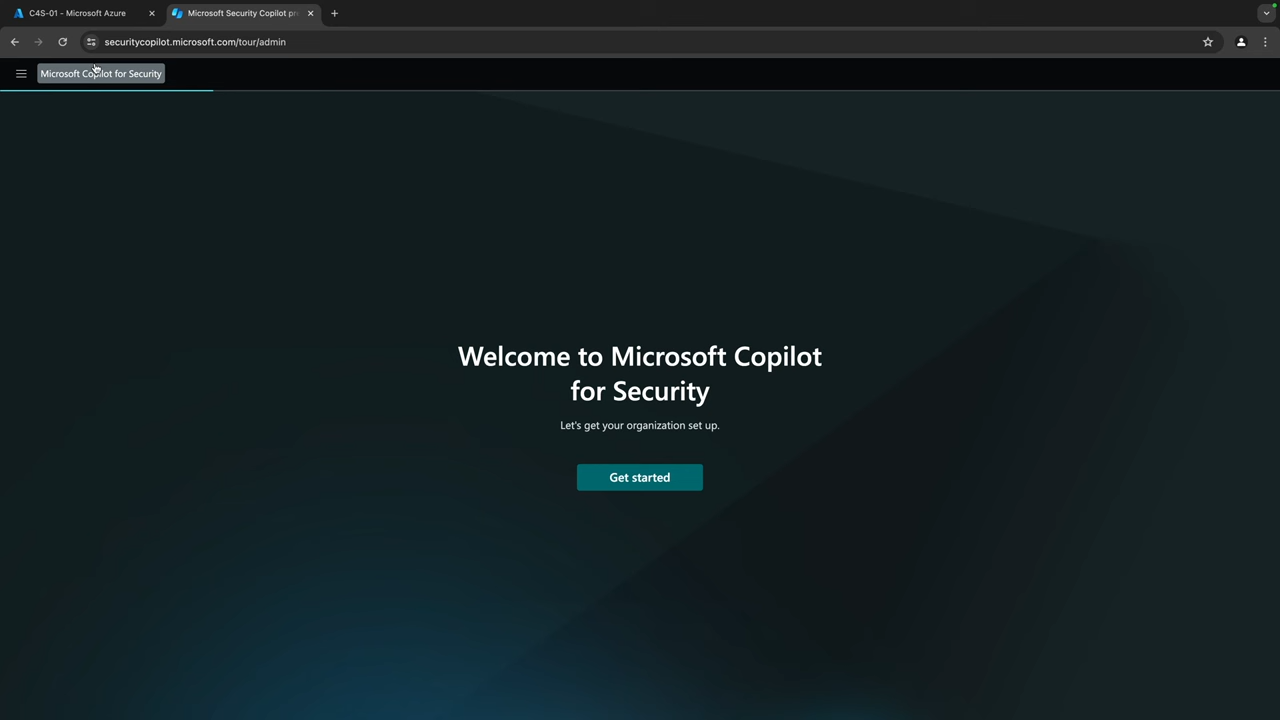 C4S-01 - Microsoft Azure
Microsoft Security Copilot pr
securitycopilot.microsoft.com/tour/admin
Microsoft Copilot for Security
Welcome to Microsoft Copilot
for Security
Let's get your organization set up.
Get started